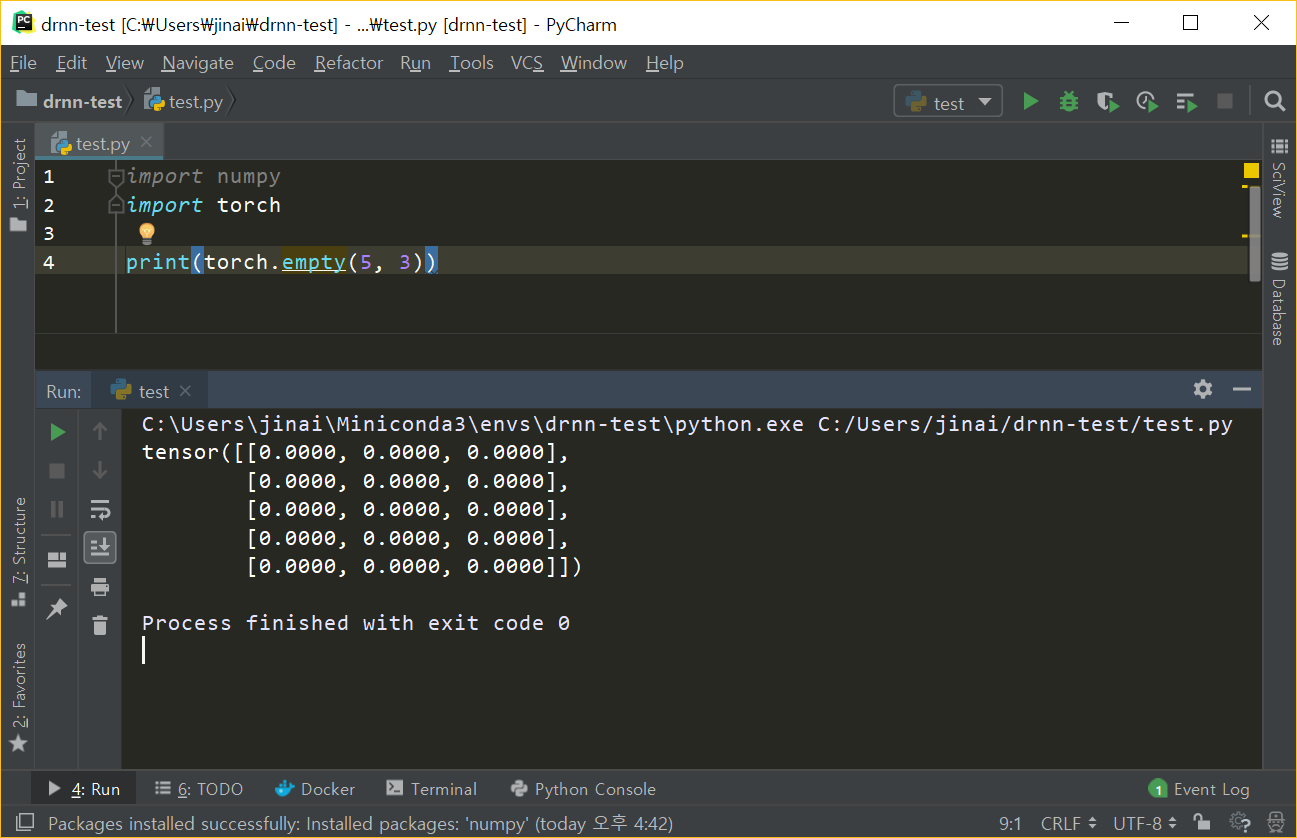 PC drnn-test [C:₩Users₩jinai₩drnn-test] - ...₩test.py [drnn-test] - PyCharm
File Edit View Navigate Code Refactor Run Tools VCS Window Help
drnn-test test.py test
1: Project
test.py
SciView
Database
1 import numpy
2 import torch
3
4 print(torch.empty(5, 3))
Run: test
C:\Users\jinai\Miniconda3\envs\drnn-test\python.exe C:/Users/jinai/drnn-test/test.py
tensor([[0.0000, 0.0000, 0.0000],
[0.0000, 0.0000, 0.0000],
[0.0000, 0.0000, 0.0000],
[0.0000, 0.0000, 0.0000],
[0.0000, 0.0000, 0.0000]])
Process finished with exit code 0
7: Structure
2: Favorites
4: Run 6: TODO Docker Terminal Python Console 1 Event Log
Packages installed successfully: Installed packages: 'numpy' (today 오후 4:42) 9:1 CRLF UTF-8